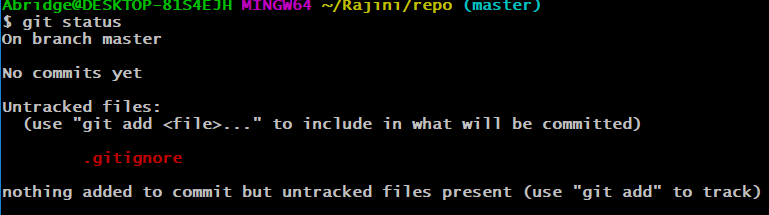 Abridge@DESKTOP-81S4EJH MINGW64 ~/Rajini/repo (master)
$ git status
On branch master
No commits yet
Untracked files:
  (use "git add <file>..." to include in what will be committed)
        .gitignore
nothing added to commit but untracked files present (use "git add" to track)